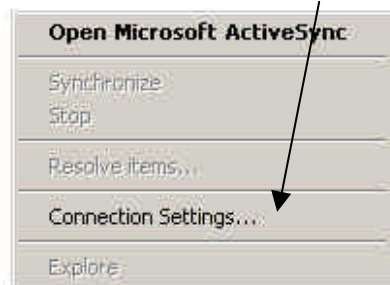 Open Microsoft ActiveSync
Synchronize
Stop
Resolve items...
Connection Settings...
Explore